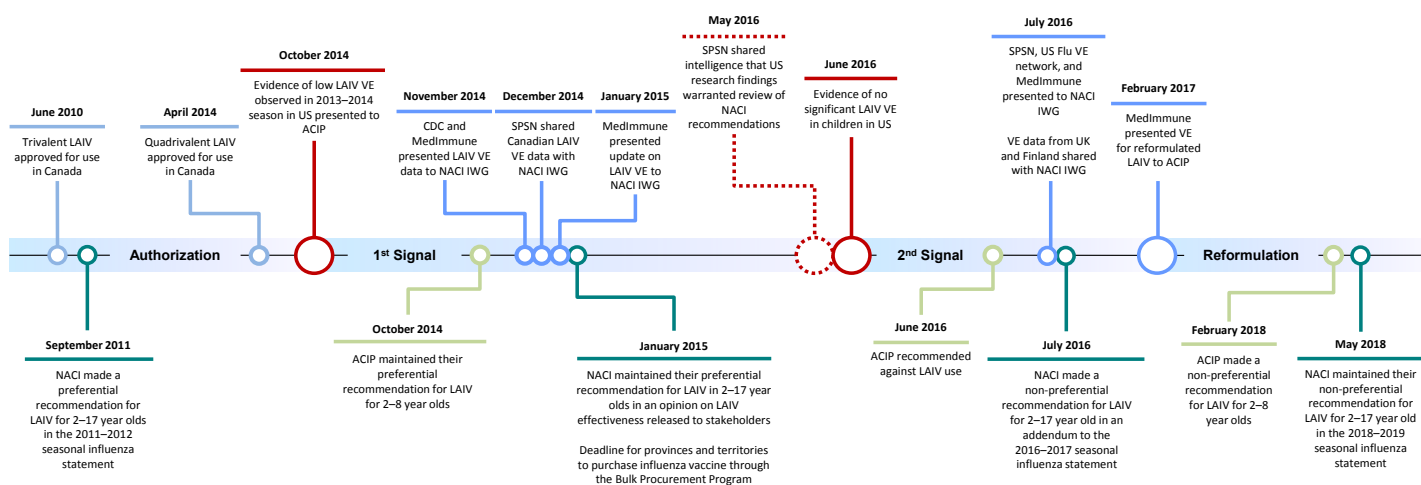 June 2010
Trivalent LAIV
approved for use
in Canada
April 2014
Quadrivalent LAIV
approved for use
in Canada
October 2014
Evidence of low LAIV VE
observed in 2013–2014
season in US presented to
ACIP
November 2014
CDC and
MedImmune
presented LAIV VE
data to NACI IWG
December 2014
SPSN shared
Canadian LAIV
VE data with
NACI IWG
January 2015
MedImmune
presented
update on
LAIV VE to
NACI IWG
May 2016
SPSN shared
intelligence that US
research findings
warranted review of
NACI
recommendations
June 2016
Evidence of no
significant LAIV VE
in children in US
July 2016
SPSN, US Flu VE
network, and
MedImmune
presented to NACI
IWG
VE data from UK
and Finland shared
with NACI IWG
February 2017
MedImmune
presented VE
for reformulated
LAIV to ACIP
Authorization
1st Signal
2nd Signal
Reformulation
September 2011
NACI made a
preferential
recommendation for
LAIV for 2–17 year olds
in the 2011–2012
seasonal influenza
statement
October 2014
ACIP maintained their
preferential
recommendation for LAIV
for 2–8 year olds
January 2015
NACI maintained their preferential
recommendation for LAIV in 2–17 year
olds in an opinion on LAIV
effectiveness released to stakeholders
Deadline for provinces and territories
to purchase influenza vaccine through
the Bulk Procurement Program
June 2016
ACIP recommended
against LAIV use
July 2016
NACI made a
non-preferential
recommendation for LAIV
for 2–17 year old in an
addendum to the
2016–2017 seasonal
influenza statement
February 2018
ACIP made a
non-preferential
recommendation
for LAIV for 2–8
year olds
May 2018
NACI maintained their
non-preferential
recommendation for
LAIV for 2–17 year old
in the 2018–2019
seasonal influenza
statement